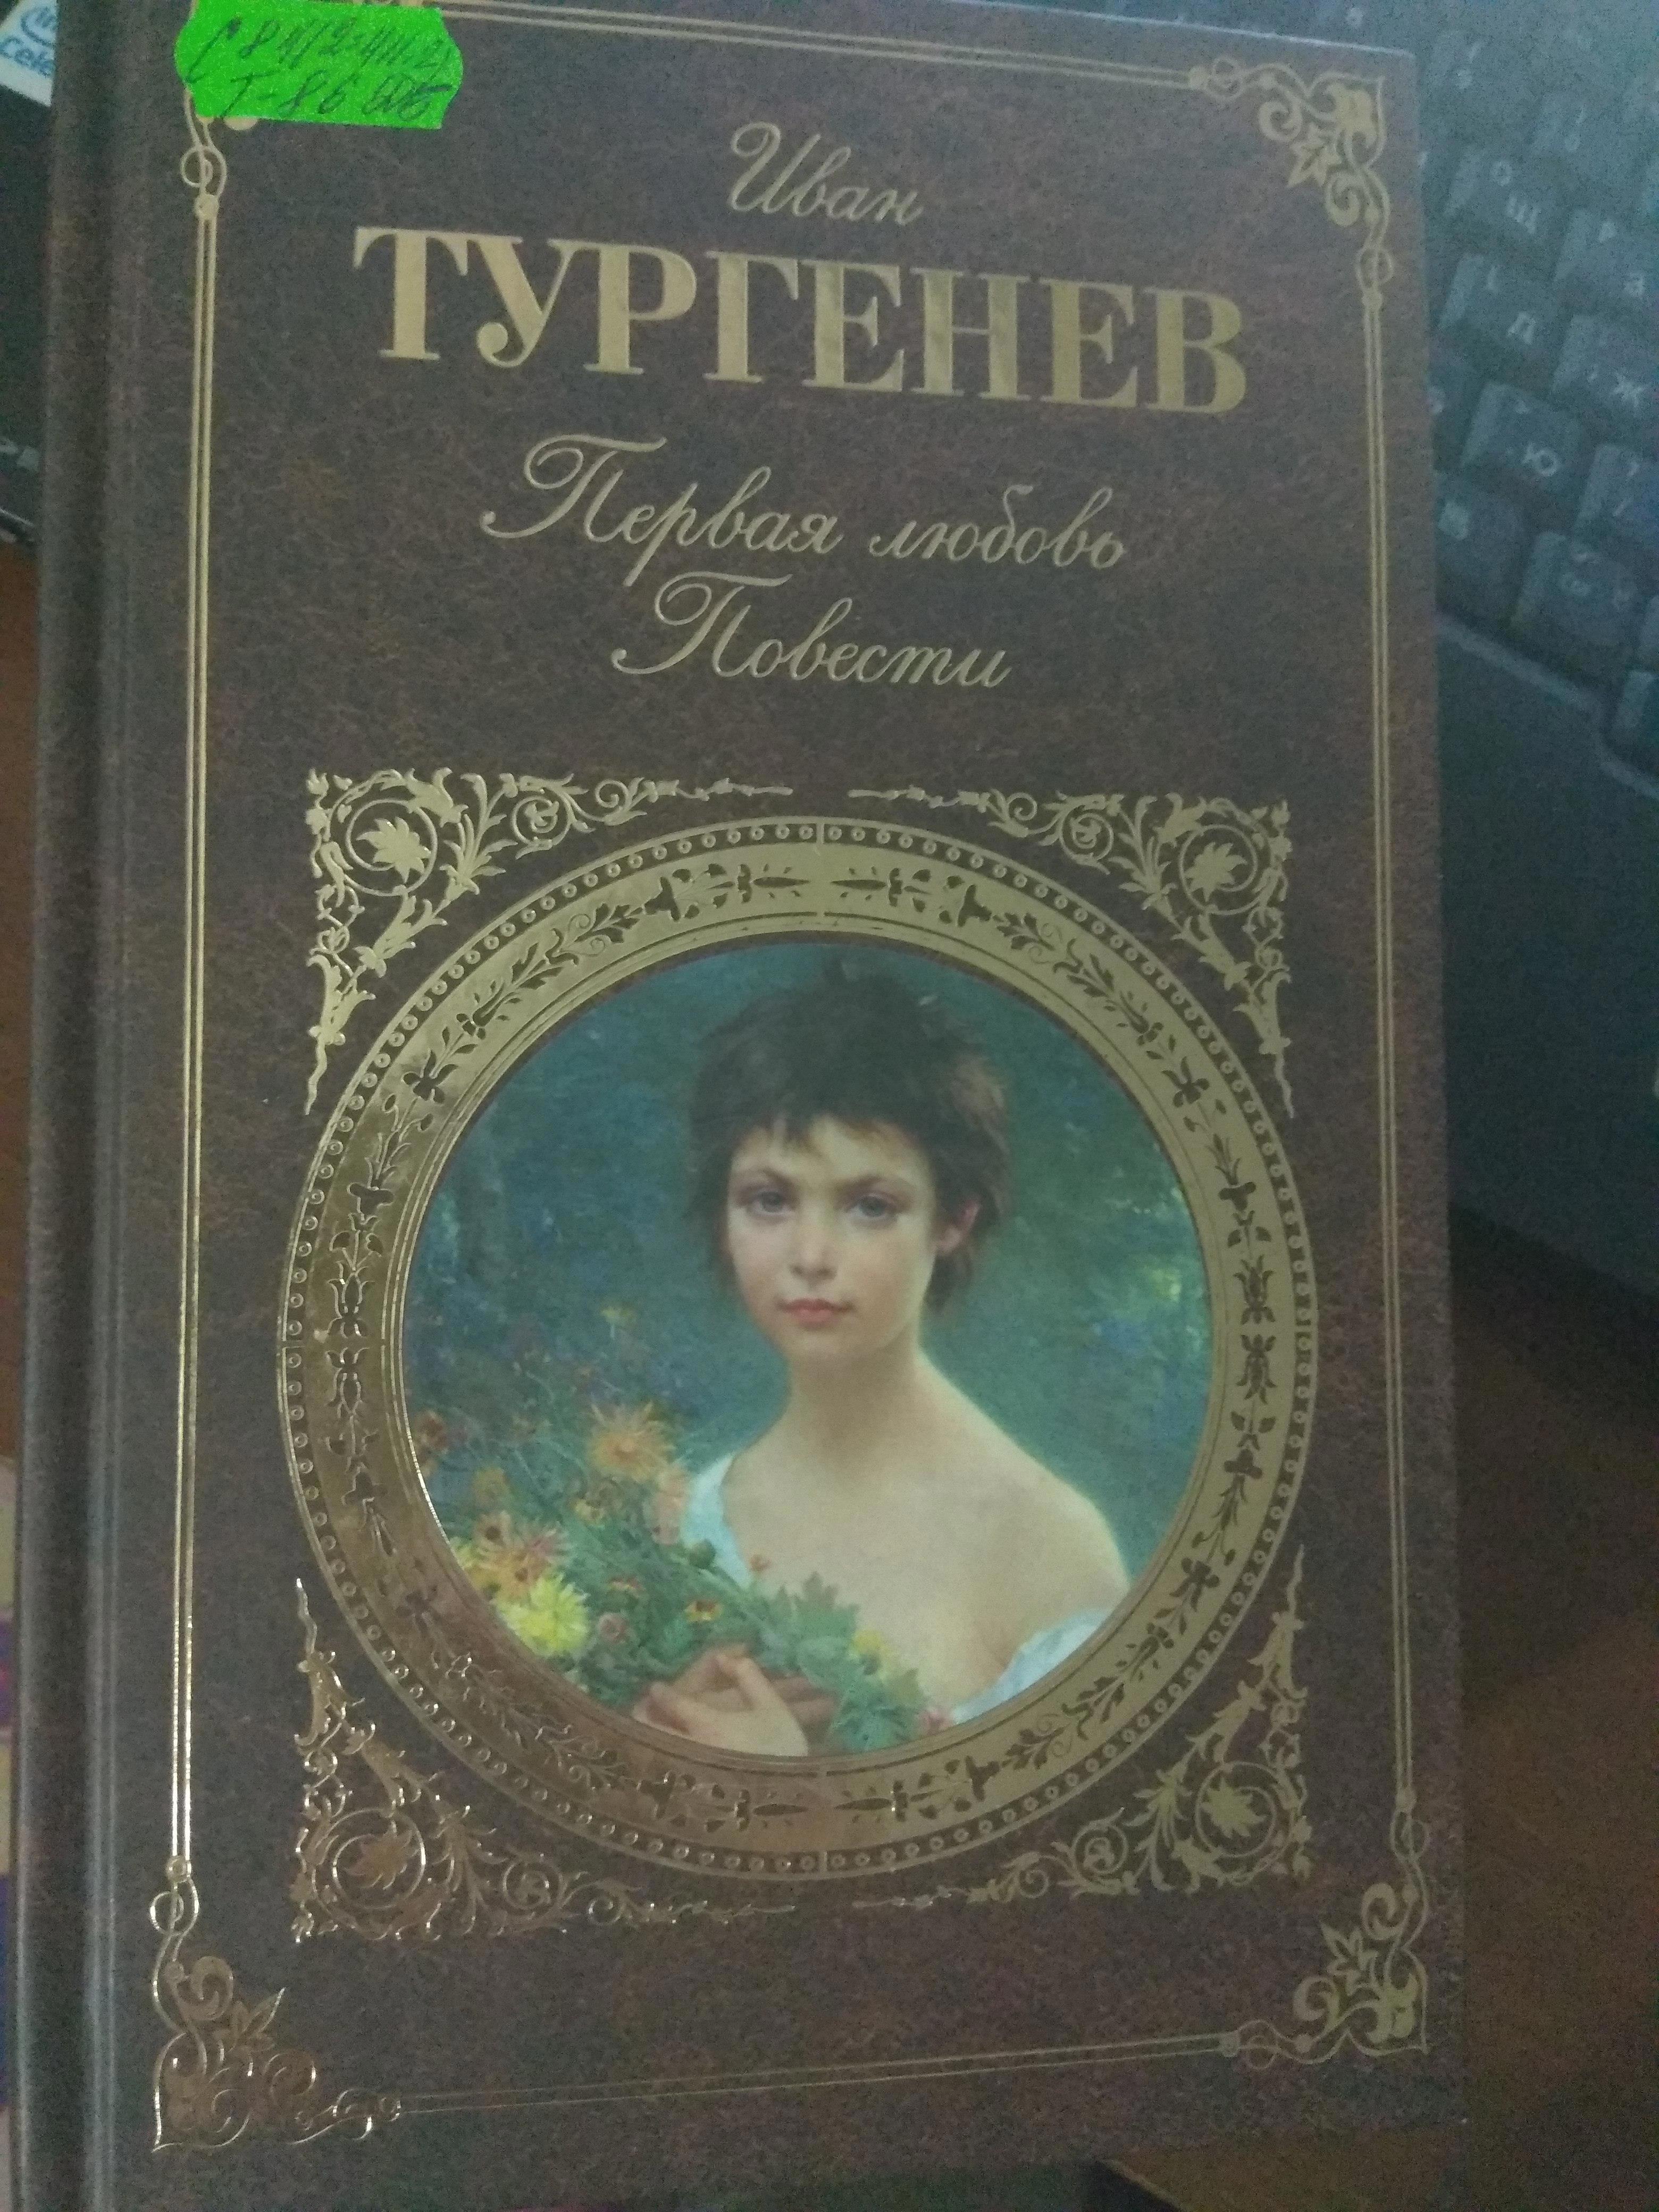 Иван
ТУРГЕНЕВ
Первая любовь
Повести
Щ
Д
Ж
Ю